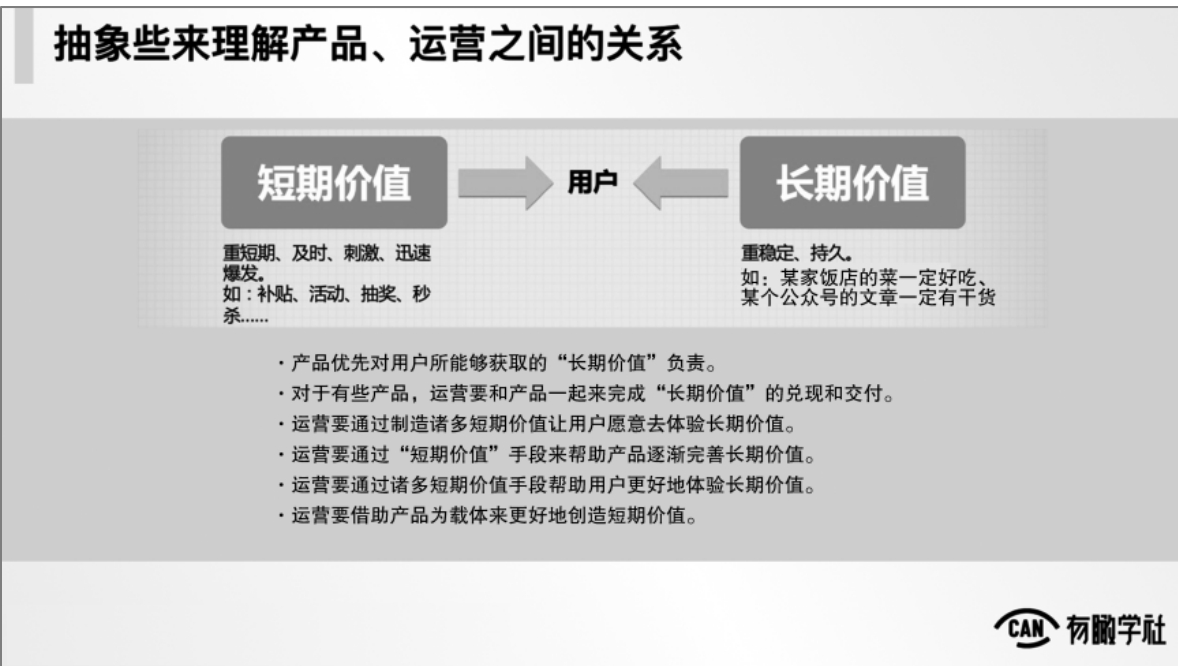 抽象些来理解产品、运营之间的关系
短期价值
用户
长期价值
重短期、及时、刺激、迅速
爆发。
如：补贴、活动、抽奖、秒
杀......
重稳定、持久。
如：某家饭店的菜一定好吃、
某个公众号的文章一定有干货
·产品优先对用户所能够获取的“长期价值”负责。
·对于有些产品，运营要和产品一起来完成“长期价值”的兑现和交付。
·运营要通过制造诸多短期价值让用户愿意去体验长期价值。
·运营要通过“短期价值”手段来帮助产品逐渐完善长期价值。
·运营要通过诸多短期价值手段帮助用户更好地体验长期价值。
·运营要借助产品为载体来更好地创造短期价值。
CAN 有瞰学社